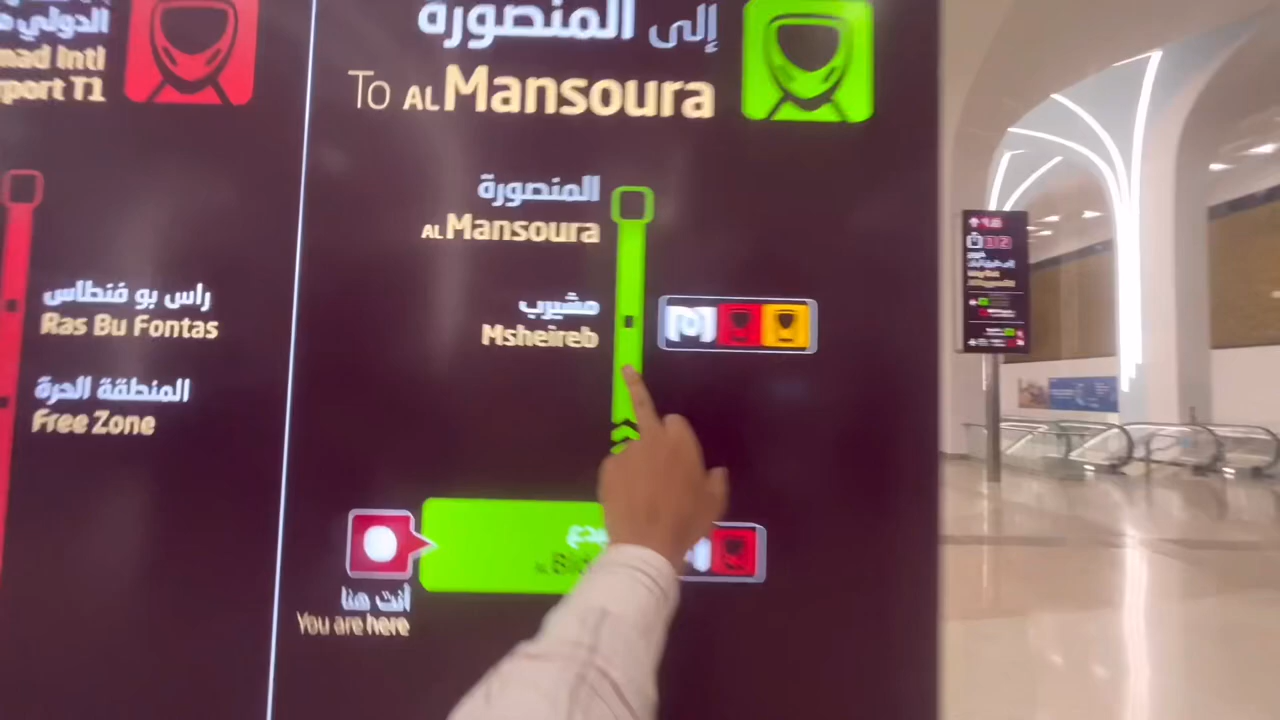 الدولي
mad Intl
port T1
راس بو فنطاس
Ras Bu Fontas
المنطقة الحرة
Free Zone
إلى المنصورة
To AL Mansoura
المنصورة
AL Mansoura
مشيرب
Msheireb
أنت هنا
You are here